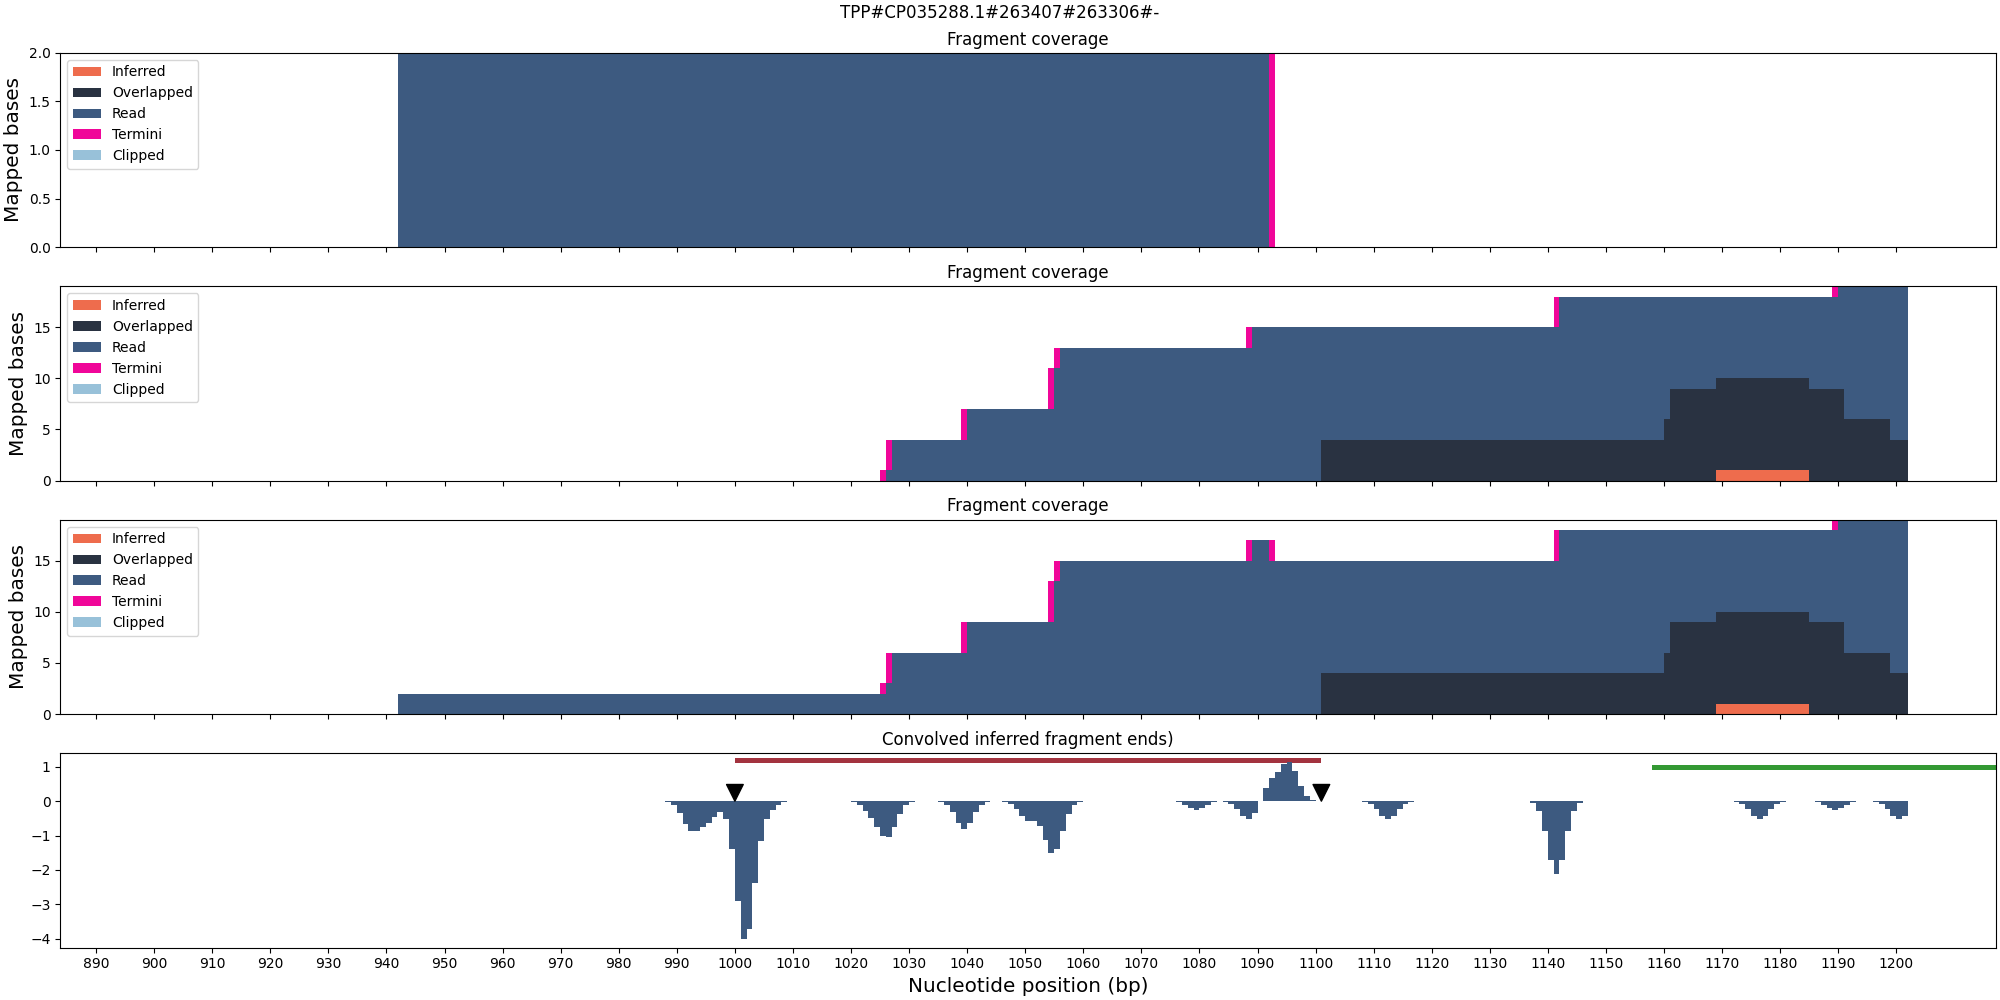 TPP#CP035288.1#263407#263306#-
Fragment coverage
Mapped bases
2.0
1.5
1.0
0.5
0.0
Inferred
Overlapped
Read
Termini
Clipped
Fragment coverage
Mapped bases
15
10
5
0
Inferred
Overlapped
Read
Termini
Clipped
Fragment coverage
Mapped bases
15
10
5
0
Inferred
Overlapped
Read
Termini
Clipped
Convolved inferred fragment ends)
1
0
−1
−2
−3
−4
890 900 910 920 930 940 950 960 970 980 990 1000 1010 1020 1030 1040 1050 1060 1070 1080 1090 1100 1110 1120 1130 1140 1150 1160 1170 1180 1190 1200
Nucleotide position (bp)